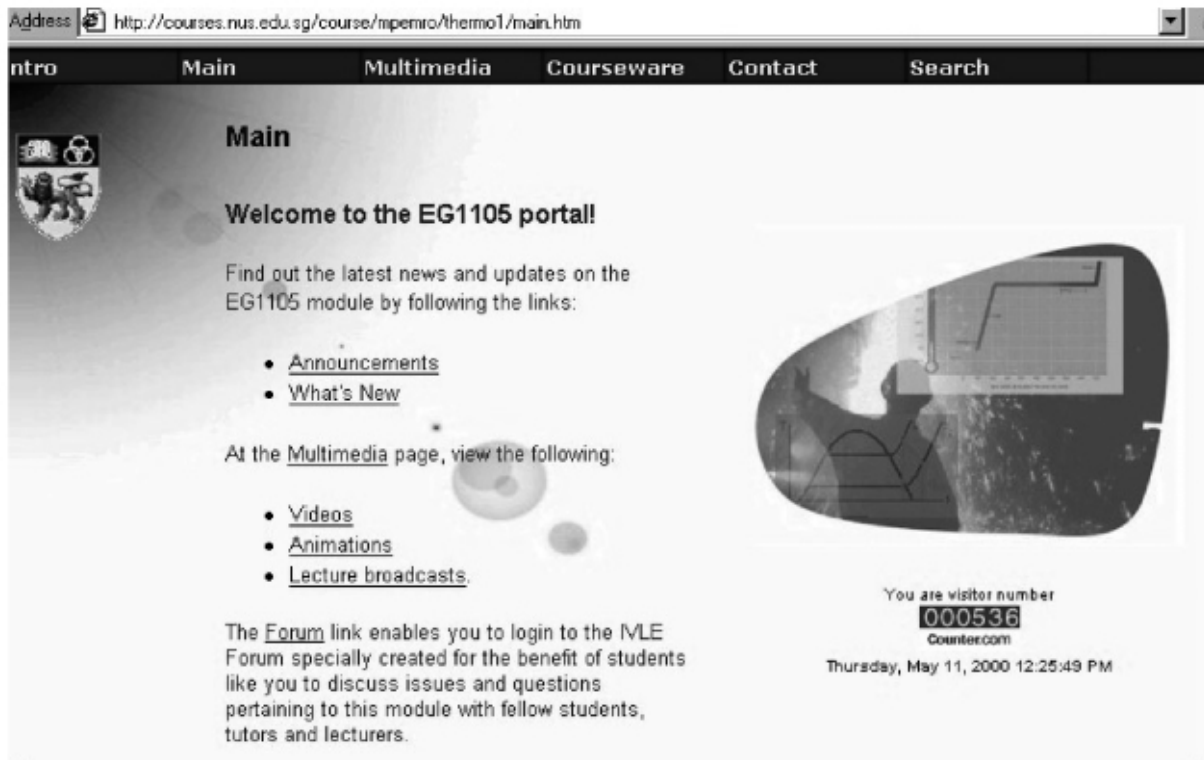 Address http://courses.nus.edu.sg/course/mpemro/thermo1/main.htm
ntro Main Multimedia Courseware Contact Search
Main
Welcome to the EG1105 portal!
Find out the latest news and updates on the
EG1105 module by following the links:
• Announcements
• What's New
At the Multimedia page, view the following:
• Videos
• Animations
• Lecture broadcasts.
The Forum link enables you to login to the IVLE
Forum specially created for the benefit of students
like you to discuss issues and questions
pertaining to this module with fellow students,
tutors and lecturers.
You are visitor number
000536
Counter.com
Thursday, May 11, 2000 12:25:49 PM